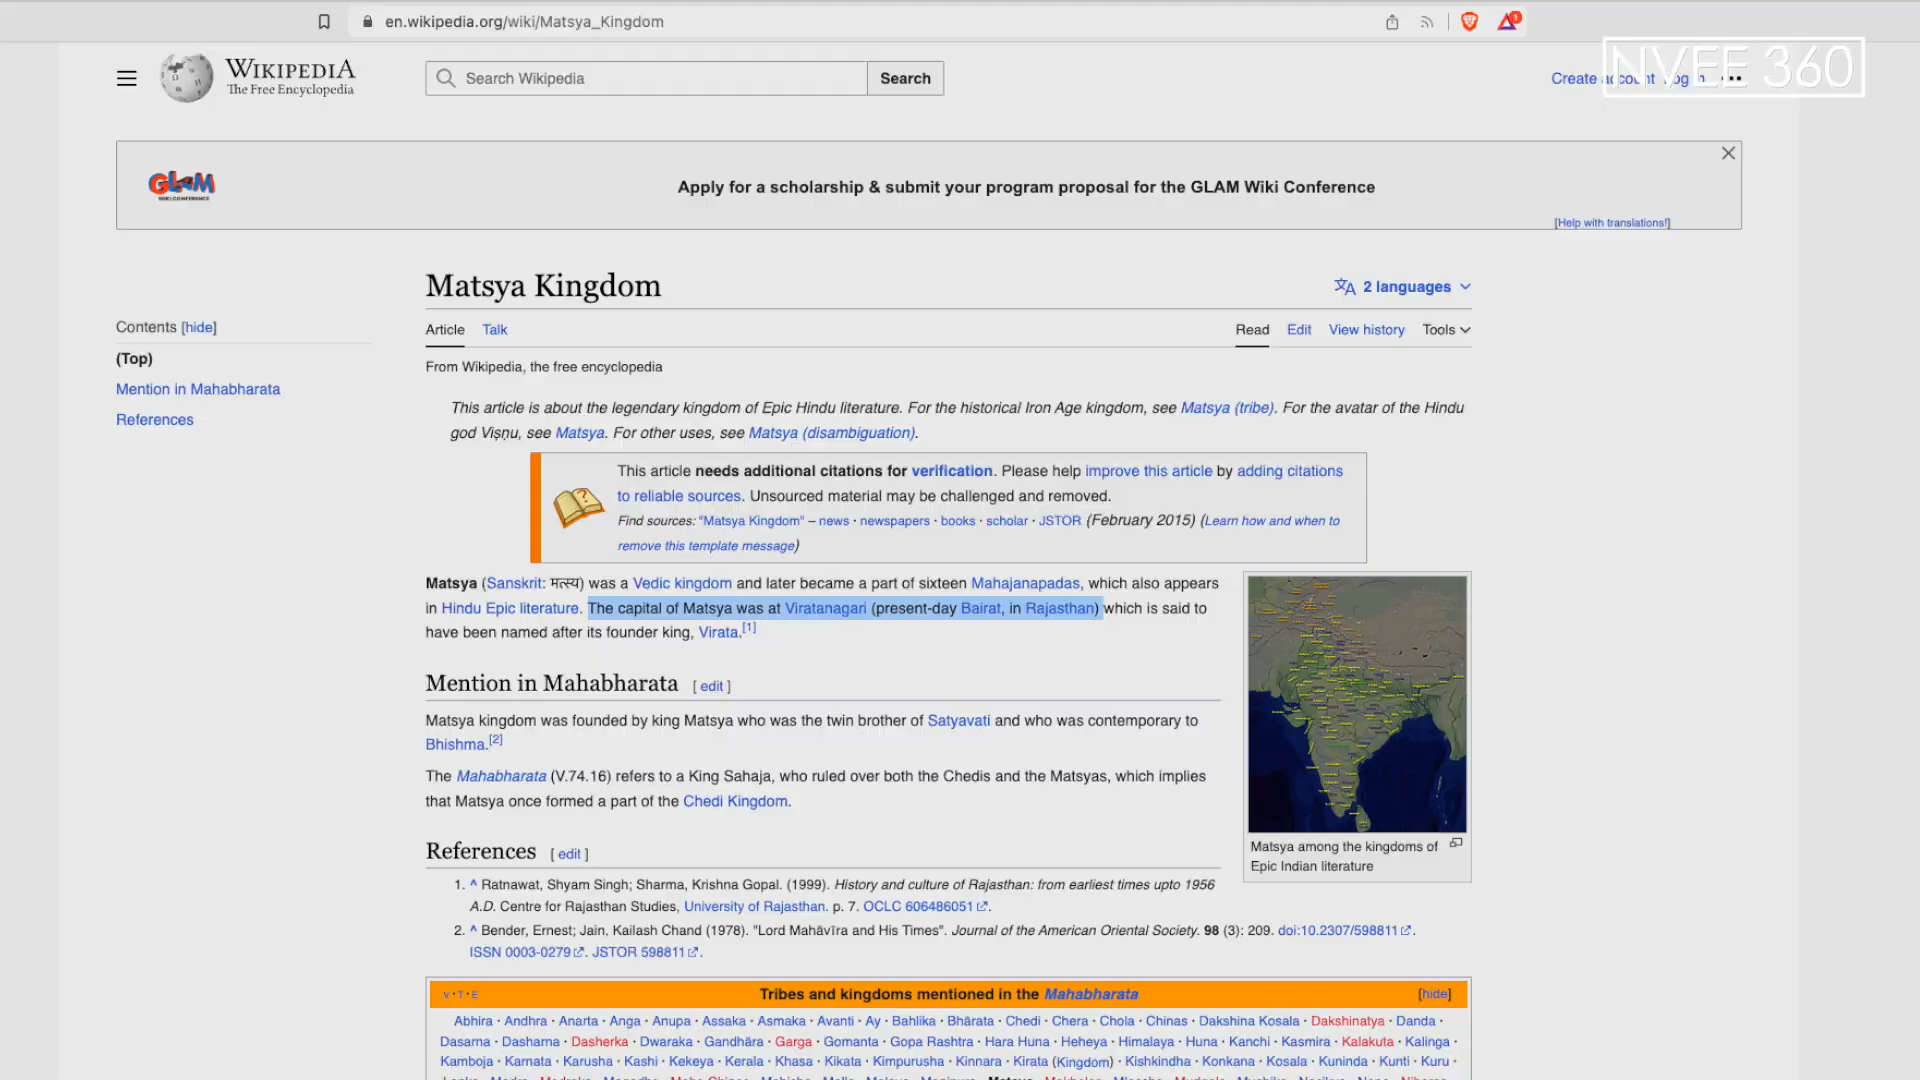 en.wikipedia.org/wiki/Matsya_Kingdom
1
NVEE 360
WIKIPEDIA
The Free Encyclopedia
Search Wikipedia
Search
Create account Log in
GLAM
WIKI CONFERENCE
Apply for a scholarship & submit your program proposal for the GLAM Wiki Conference
[Help with translations!]
Matsya Kingdom
2 languages
Contents [hide]
(Top)
Mention in Mahabharata
References
Article Talk
Read Edit View history Tools
From Wikipedia, the free encyclopedia
This article is about the legendary kingdom of Epic Hindu literature. For the historical Iron Age kingdom, see Matsya (tribe). For the avatar of the Hindu
god Viṣṇu, see Matsya. For other uses, see Matsya (disambiguation).
This article needs additional citations for verification. Please help improve this article by adding citations
to reliable sources. Unsourced material may be challenged and removed.
Find sources: "Matsya Kingdom" – news · newspapers · books · scholar · JSTOR (February 2015) (Learn how and when to
remove this template message)
Matsya (Sanskrit: मत्स्य) was a Vedic kingdom and later became a part of sixteen Mahajanapadas, which also appears
in Hindu Epic literature. The capital of Matsya was at Viratanagari (present-day Bairat, in Rajasthan) which is said to
have been named after its founder king, Virata.[1]
Mention in Mahabharata [ edit ]
Matsya kingdom was founded by king Matsya who was the twin brother of Satyavati and who was contemporary to
Bhishma.[2]
The Mahabharata (V.74.16) refers to a King Sahaja, who ruled over both the Chedis and the Matsyas, which implies
that Matsya once formed a part of the Chedi Kingdom.
Matsya among the kingdoms of
Epic Indian literature
References [ edit ]
1. ^ Ratnawat, Shyam Singh; Sharma, Krishna Gopal. (1999). History and culture of Rajasthan: from earliest times upto 1956
A.D. Centre for Rajasthan Studies, University of Rajasthan. p. 7. OCLC 606486051.
2. ^ Bender, Ernest; Jain, Kailash Chand (1978). "Lord Mahāvīra and His Times". Journal of the American Oriental Society. 98 (3): 209. doi:10.2307/598811.
ISSN 0003-0279. JSTOR 598811.
V · T · E
Tribes and kingdoms mentioned in the Mahabharata
[hide]
Abhira · Andhra · Anarta · Anga · Anupa · Assaka · Asmaka · Avanti · Ay · Bahlika · Bhārata · Chedi · Chera · Chola · Chinas · Dakshina Kosala · Dakshinatya · Danda ·
Dasarna · Dasharna · Dasherka · Dwaraka · Gandhāra · Garga · Gomanta · Gopa Rashtra · Hara Huna · Heheya · Himalaya · Huna · Kanchi · Kasmira · Kalakuta · Kalinga ·
Kamboja · Karnata · Karusha · Kashi · Kekeya · Kerala · Khasa · Kikata · Kimpurusha · Kinnara · Kirata (Kingdom) · Kishkindha · Konkana · Kosala · Kuninda · Kunti · Kuru ·